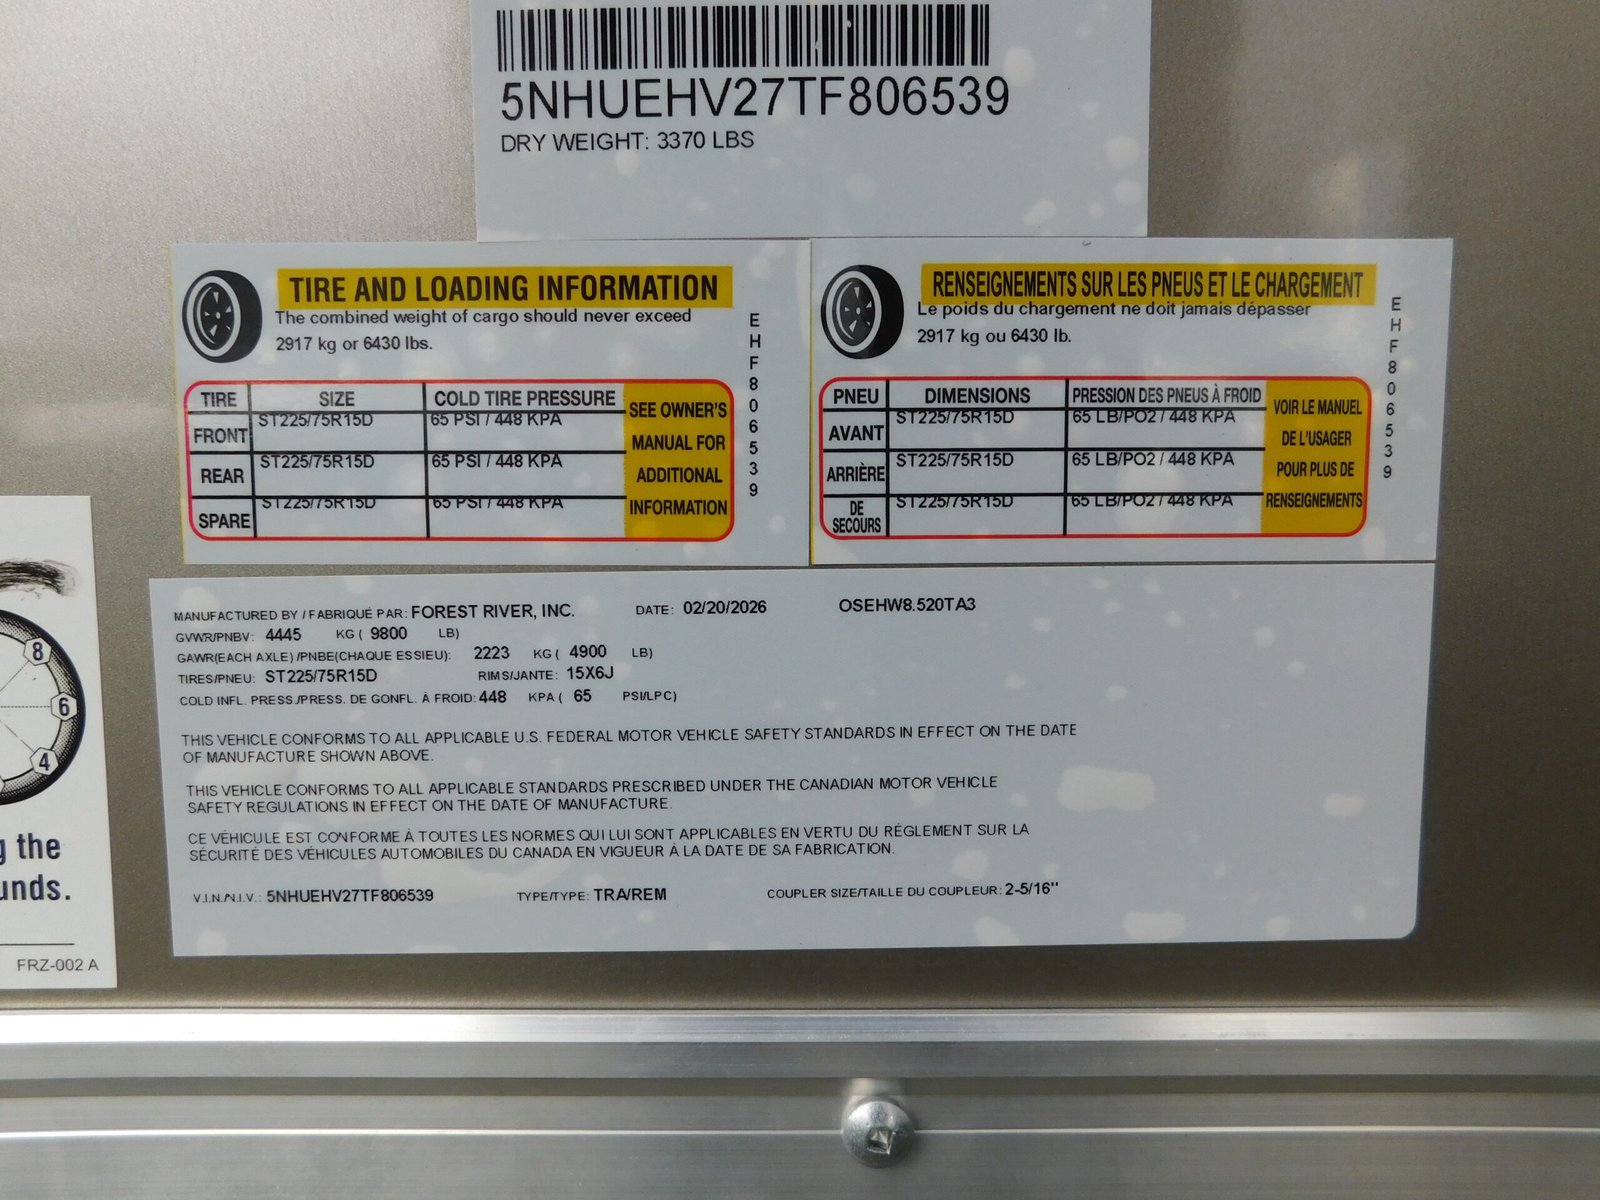 5NHUEHV27TF806539
DRY WEIGHT: 3370 LBS
TIRE AND LOADING INFORMATION
The combined weight of cargo should never exceed
2917 kg or 6430 lbs.
TIRE SIZE COLD TIRE PRESSURE
FRONT ST225/75R15D 65 PSI / 448 KPA
REAR ST225/75R15D 65 PSI / 448 KPA
SPARE ST225/75R15D 65 PSI / 448 KPA
SEE OWNER'S
MANUAL FOR
ADDITIONAL
INFORMATION
EHF806539
RENSEIGNEMENTS SUR LES PNEUS ET LE CHARGEMENT
Le poids du chargement ne doit jamais dépasser
2917 kg ou 6430 lb.
PNEU DIMENSIONS PRESSION DES PNEUS À FROID
AVANT ST225/75R15D 65 LB/PO2 / 448 KPA
ARRIÈRE ST225/75R15D 65 LB/PO2 / 448 KPA
DE SECOURS ST225/75R15D 65 LB/PO2 / 448 KPA
VOIR LE MANUEL
DE L'USAGER
POUR PLUS DE
RENSEIGNEMENTS
EHF806539
MANUFACTURED BY / FABRIQUÉ PAR: FOREST RIVER, INC. DATE: 02/20/2026 OSEHW8.520TA3
GVWR/PNBV: 4445 KG ( 9800 LB)
GAWR(EACH AXLE) /PNBE(CHAQUE ESSIEU): 2223 KG ( 4900 LB)
TIRES/PNEU: ST225/75R15D RIMS/JANTE: 15X6J
COLD INFL. PRESS./PRESS. DE GONFL. À FROID: 448 KPA ( 65 PSI/LPC)
THIS VEHICLE CONFORMS TO ALL APPLICABLE U.S. FEDERAL MOTOR VEHICLE SAFETY STANDARDS IN EFFECT ON THE DATE
OF MANUFACTURE SHOWN ABOVE.
THIS VEHICLE CONFORMS TO ALL APPLICABLE STANDARDS PRESCRIBED UNDER THE CANADIAN MOTOR VEHICLE
SAFETY REGULATIONS IN EFFECT ON THE DATE OF MANUFACTURE.
CE VÉHICULE EST CONFORME À TOUTES LES NORMES QUI LUI SONT APPLICABLES EN VERTU DU RÉGLEMENT SUR LA
SÉCURITÉ DES VÉHICULES AUTOMOBILES DU CANADA EN VIGUEUR À LA DATE DE SA FABRICATION.
V.I.N./N.I.V.: 5NHUEHV27TF806539 TYPE/TYPE: TRA/REM COUPLER SIZE/TAILLE DU COUPLEUR: 2-5/16"
8
6
4
the
FRZ-002 A